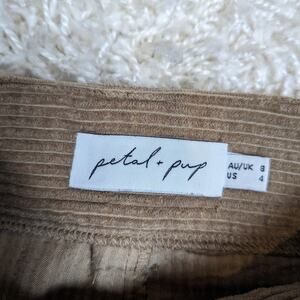 petal + pup
AU/UK 8
US 4